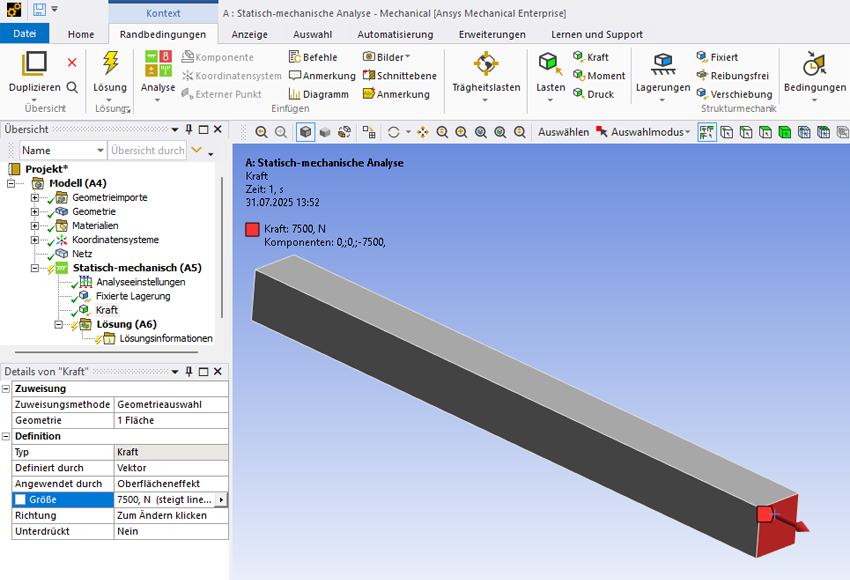 Kontext
A : Statisch-mechanische Analyse - Mechanical [Ansys Mechanical Enterprise]
Datei
Home
Randbedingungen
Anzeige
Auswahl
Automatisierung
Erweiterungen
Lernen und Support
Duplizieren
Übersicht
Lösung
Lösung
Analyse
Komponente
Koordinatensystem
Externer Punkt
Befehle
Anmerkung
Diagramm
Bilder
Schnittebene
Anmerkung
Einfügen
Trägheitslasten
Lasten
Kraft
Moment
Druck
Lagerungen
Fixiert
Reibungsfrei
Verschiebung
Strukturmechanik
Bedingungen
Übersicht
Name
Übersicht durch
Auswählen
Auswahlmodus
Projekt*
Modell (A4)
Geometrieimporte
Geometrie
Materialien
Koordinatensysteme
Netz
Statisch-mechanisch (A5)
Analyseeinstellungen
Fixierte Lagerung
Kraft
Lösung (A6)
Lösungsinformationen
Details von "Kraft"
Zuweisung
Zuweisungsmethode Geometrieauswahl
Geometrie 1 Fläche
Definition
Typ Kraft
Definiert durch Vektor
Angewendet durch Oberflächeneffekt
Größe 7500, N (steigt line...
Richtung Zum Ändern klicken
Unterdrückt Nein
A: Statisch-mechanische Analyse
Kraft
Zeit: 1, s
31.07.2025 13:52
Kraft: 7500, N
Komponenten: 0,;0,;-7500,